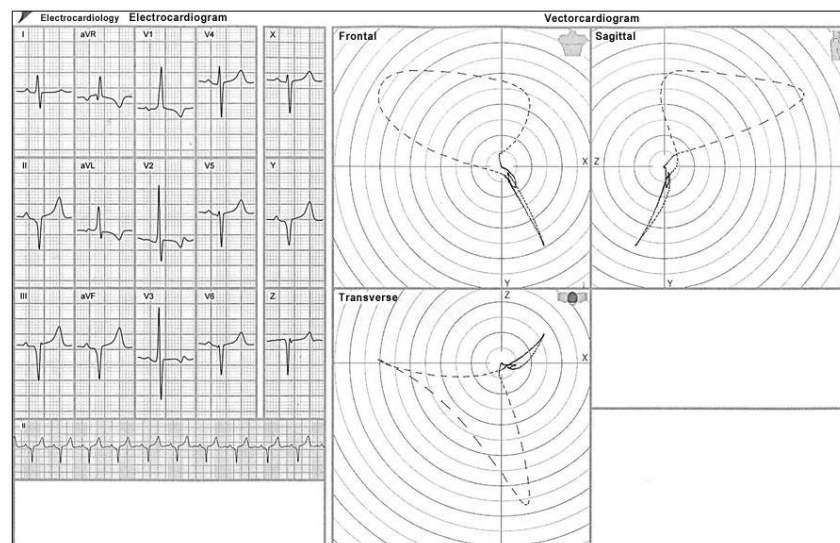 Electrocardiology Electrocardiogram Vectorcardiogram
I aVR V1 V4 X Frontal Sagittal
X Z
II aVL V2 V5 Y
Y Y
III aVF V3 V6 Z Transverse Z
X
II